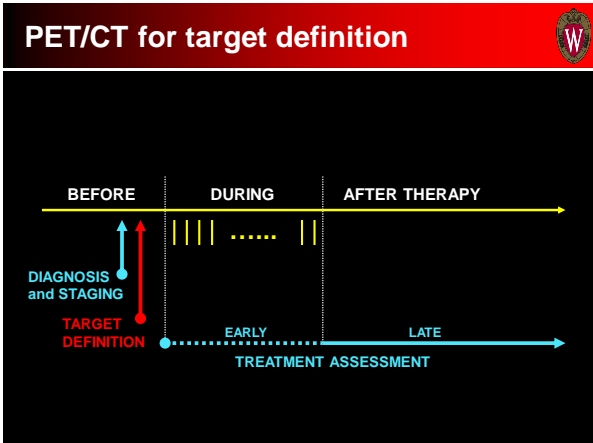 PET/CT for target definition
W
BEFORE DURING AFTER THERAPY
......
DIAGNOSIS
and STAGING
TARGET
DEFINITION
EARLY LATE
TREATMENT ASSESSMENT